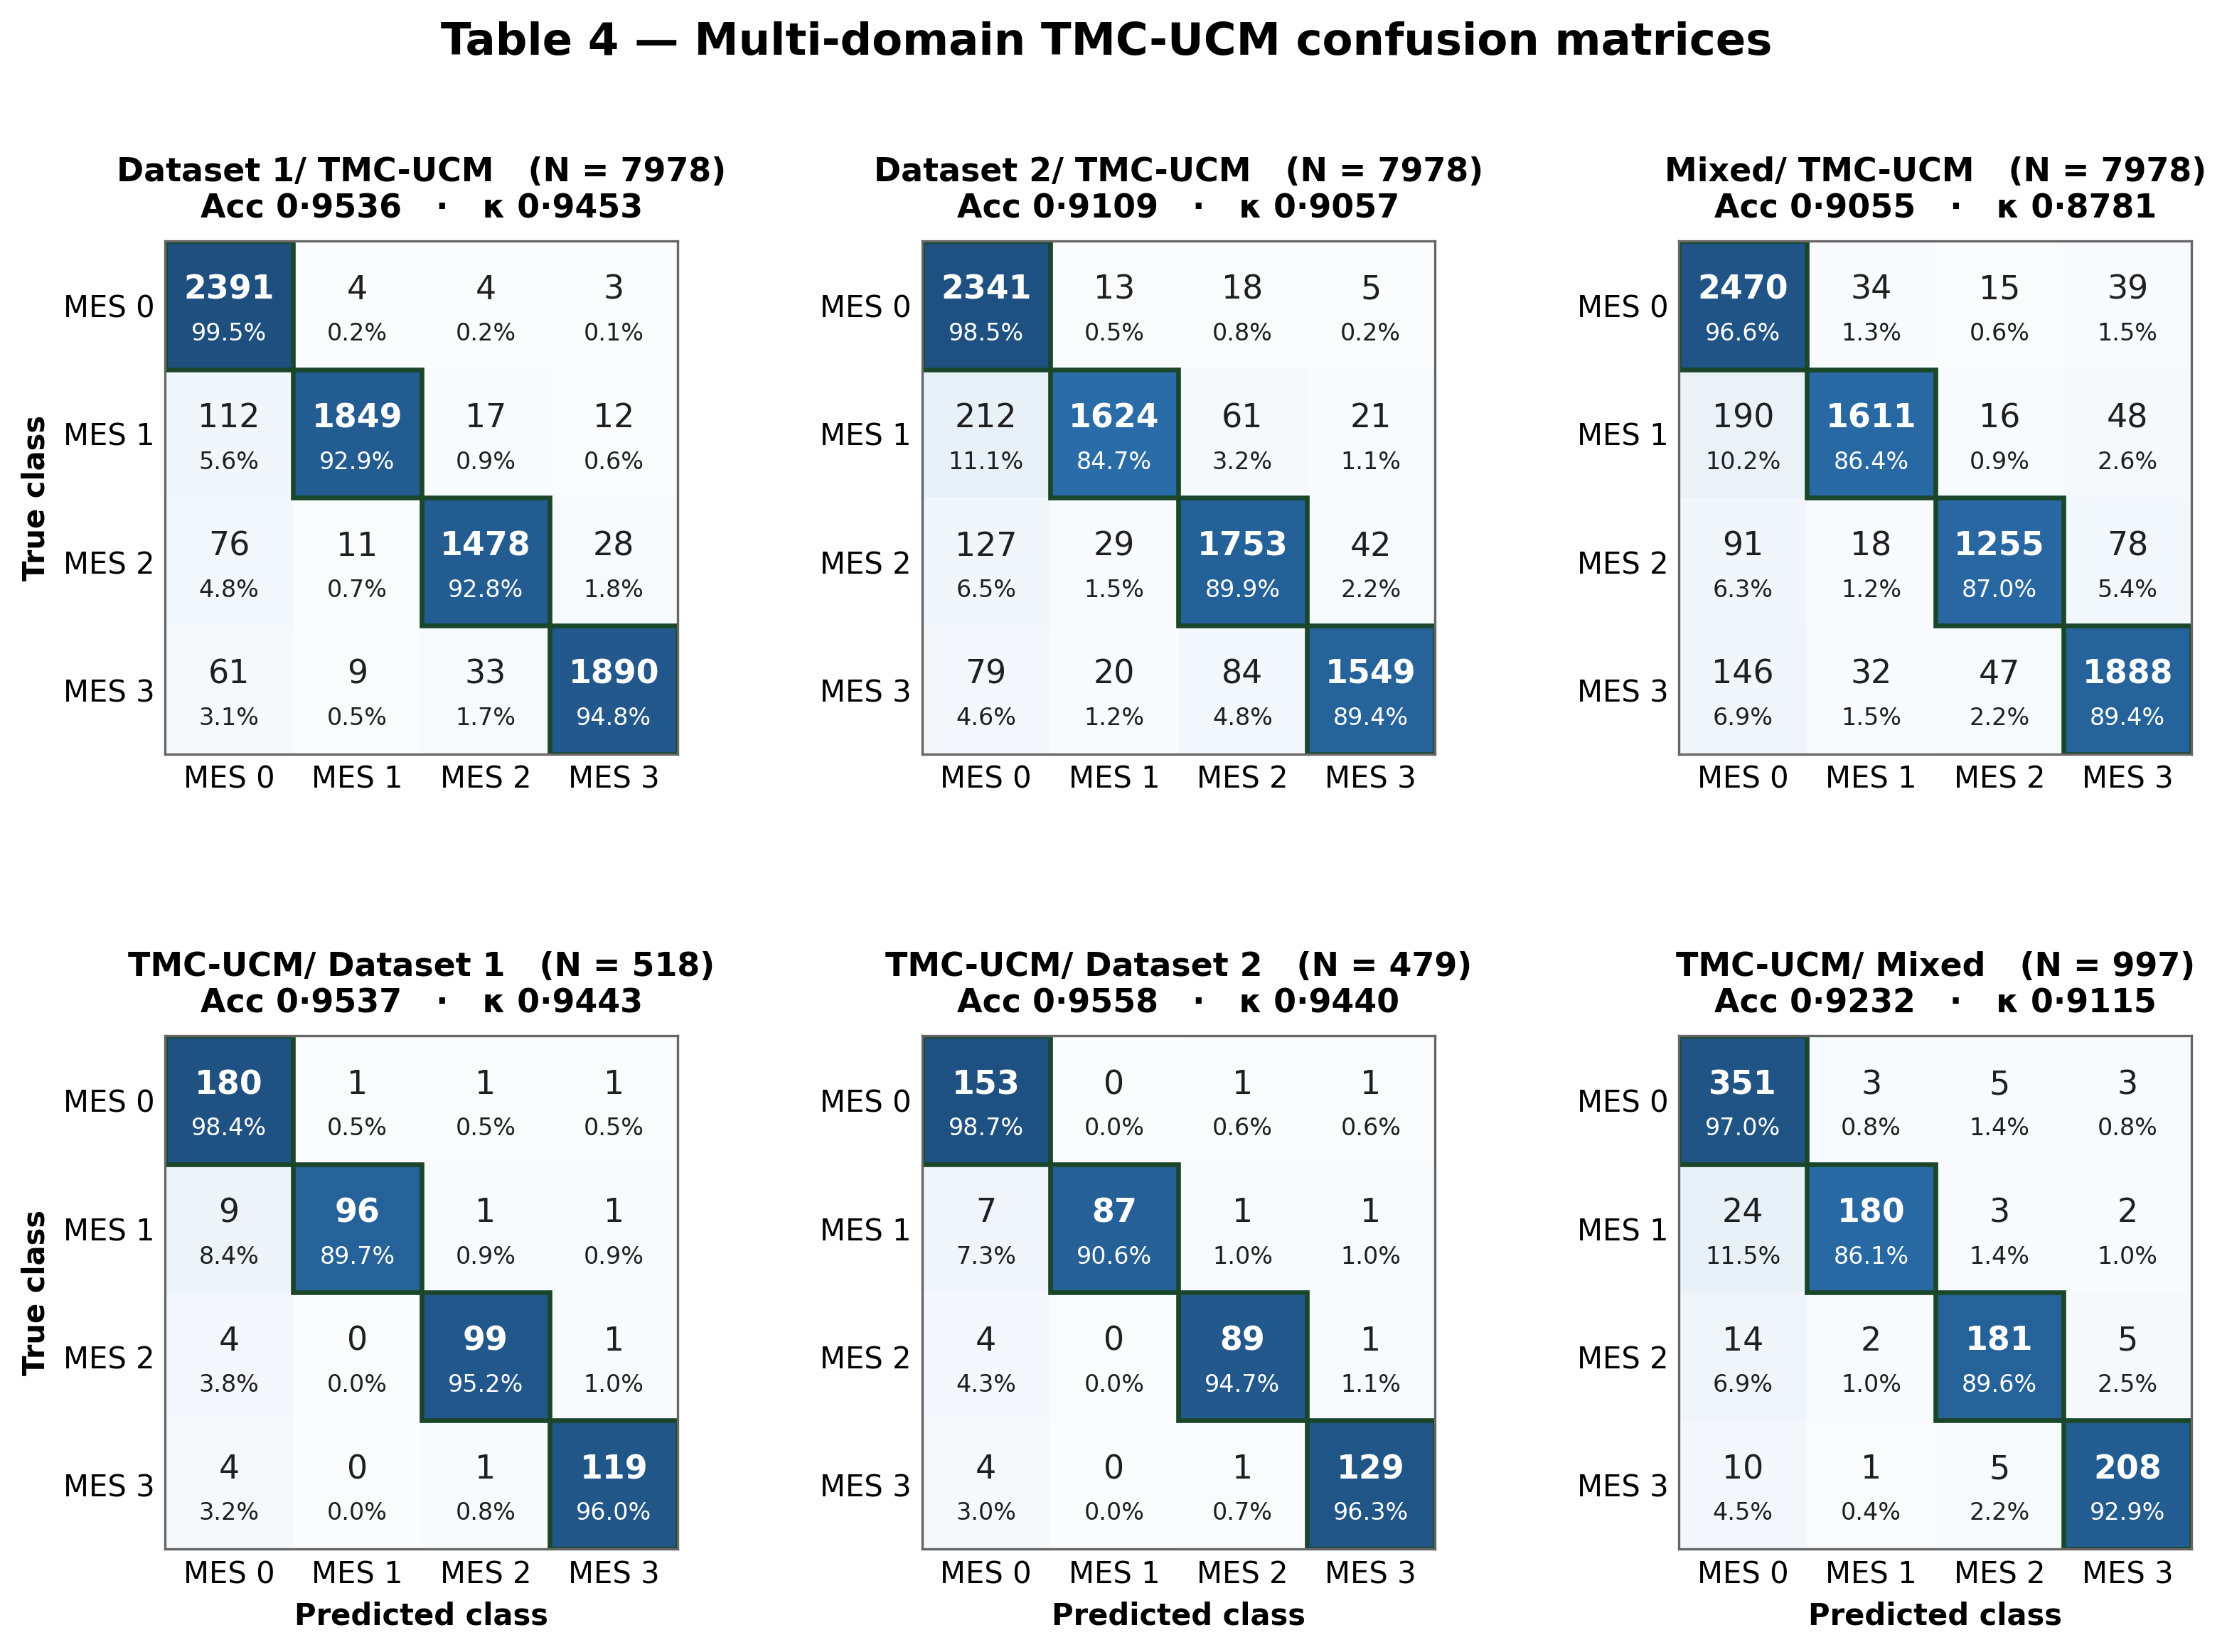 Table 4 — Multi-domain TMC-UCM confusion matrices
Dataset 1/ TMC-UCM (N = 7978)
Acc 0·9536 · κ 0·9453
True class
MES 0 2391 4 4 3
99.5% 0.2% 0.2% 0.1%
MES 1 112 1849 17 12
5.6% 92.9% 0.9% 0.6%
MES 2 76 11 1478 28
4.8% 0.7% 92.8% 1.8%
MES 3 61 9 33 1890
3.1% 0.5% 1.7% 94.8%
MES 0 MES 1 MES 2 MES 3
Dataset 2/ TMC-UCM (N = 7978)
Acc 0·9109 · κ 0·9057
MES 0 2341 13 18 5
98.5% 0.5% 0.8% 0.2%
MES 1 212 1624 61 21
11.1% 84.7% 3.2% 1.1%
MES 2 127 29 1753 42
6.5% 1.5% 89.9% 2.2%
MES 3 79 20 84 1549
4.6% 1.2% 4.8% 89.4%
MES 0 MES 1 MES 2 MES 3
Mixed/ TMC-UCM (N = 7978)
Acc 0·9055 · κ 0·8781
MES 0 2470 34 15 39
96.6% 1.3% 0.6% 1.5%
MES 1 190 1611 16 48
10.2% 86.4% 0.9% 2.6%
MES 2 91 18 1255 78
6.3% 1.2% 87.0% 5.4%
MES 3 146 32 47 1888
6.9% 1.5% 2.2% 89.4%
MES 0 MES 1 MES 2 MES 3
TMC-UCM/ Dataset 1 (N = 518)
Acc 0·9537 · κ 0·9443
True class
MES 0 180 1 1 1
98.4% 0.5% 0.5% 0.5%
MES 1 9 96 1 1
8.4% 89.7% 0.9% 0.9%
MES 2 4 0 99 1
3.8% 0.0% 95.2% 1.0%
MES 3 4 0 1 119
3.2% 0.0% 0.8% 96.0%
MES 0 MES 1 MES 2 MES 3
Predicted class
TMC-UCM/ Dataset 2 (N = 479)
Acc 0·9558 · κ 0·9440
MES 0 153 0 1 1
98.7% 0.0% 0.6% 0.6%
MES 1 7 87 1 1
7.3% 90.6% 1.0% 1.0%
MES 2 4 0 89 1
4.3% 0.0% 94.7% 1.1%
MES 3 4 0 1 129
3.0% 0.0% 0.7% 96.3%
MES 0 MES 1 MES 2 MES 3
Predicted class
TMC-UCM/ Mixed (N = 997)
Acc 0·9232 · κ 0·9115
MES 0 351 3 5 3
97.0% 0.8% 1.4% 0.8%
MES 1 24 180 3 2
11.5% 86.1% 1.4% 1.0%
MES 2 14 2 181 5
6.9% 1.0% 89.6% 2.5%
MES 3 10 1 5 208
4.5% 0.4% 2.2% 92.9%
MES 0 MES 1 MES 2 MES 3
Predicted class